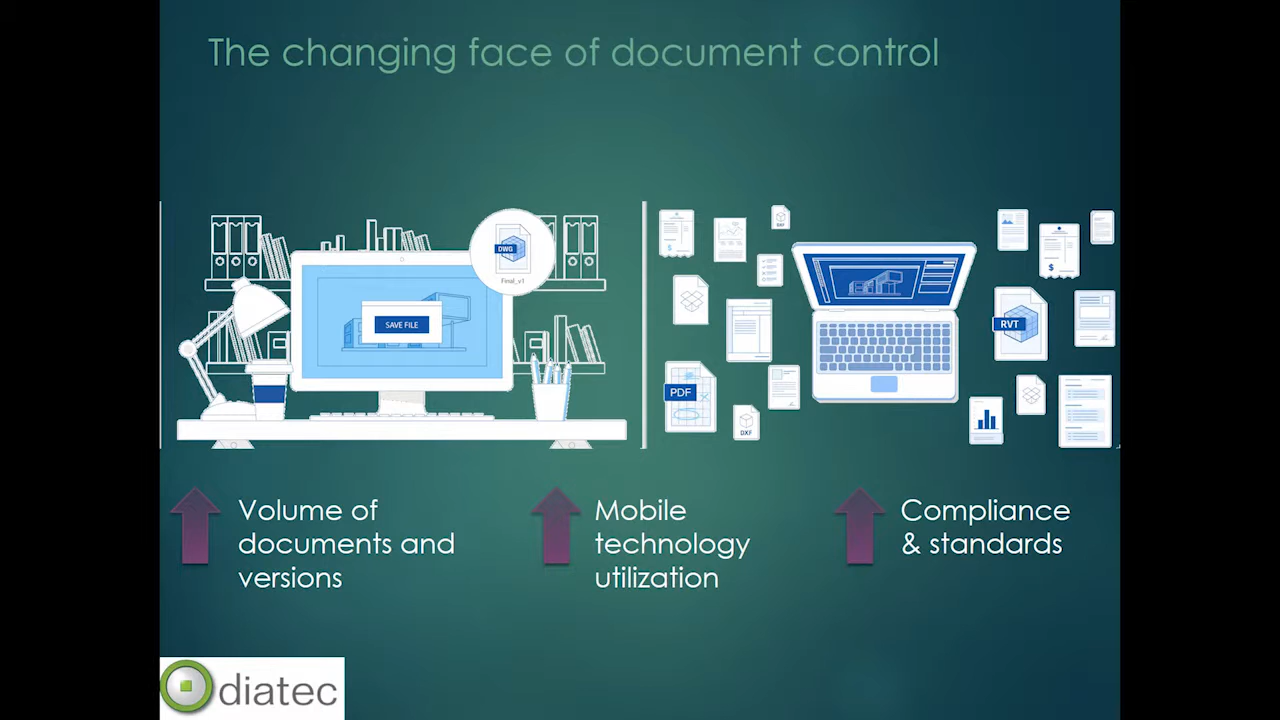 The changing face of document control
DWG
Final_v1
SAVE FILE
DXF
$
$
RVT
PDF
DXF
Volume of
documents and
versions
Mobile
technology
utilization
Compliance
& standards
diatec